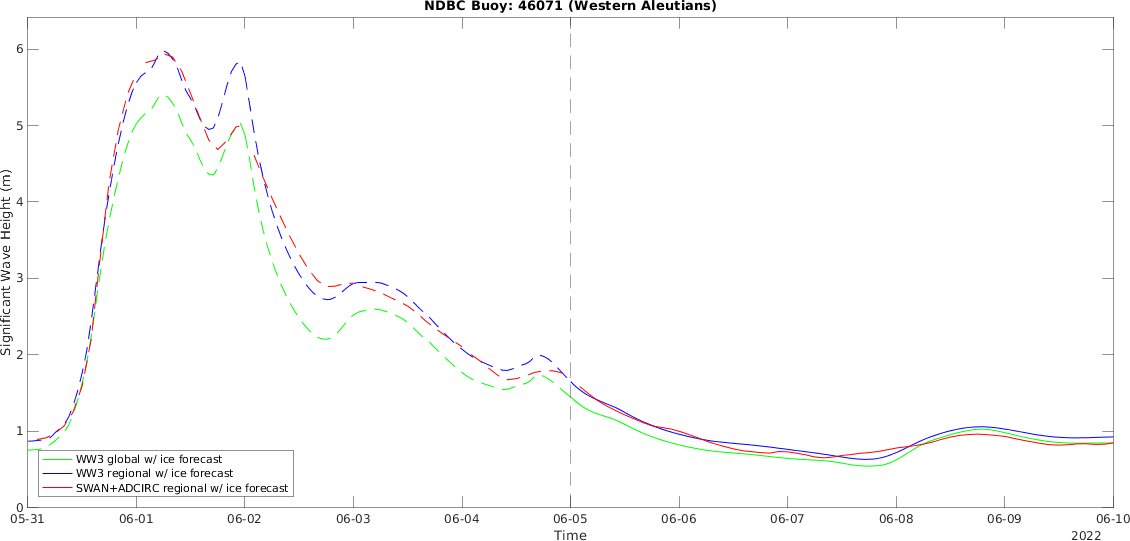 NDBC Buoy: 46071 (Western Aleutians)
6
5
4
3
2
1
0
Significant Wave Height (m)
WW3 global w/ ice forecast
WW3 regional w/ ice forecast
SWAN+ADCIRC regional w/ ice forecast
05-31 06-01 06-02 06-03 06-04 06-05 06-06 06-07 06-08 06-09 06-10
Time
2022